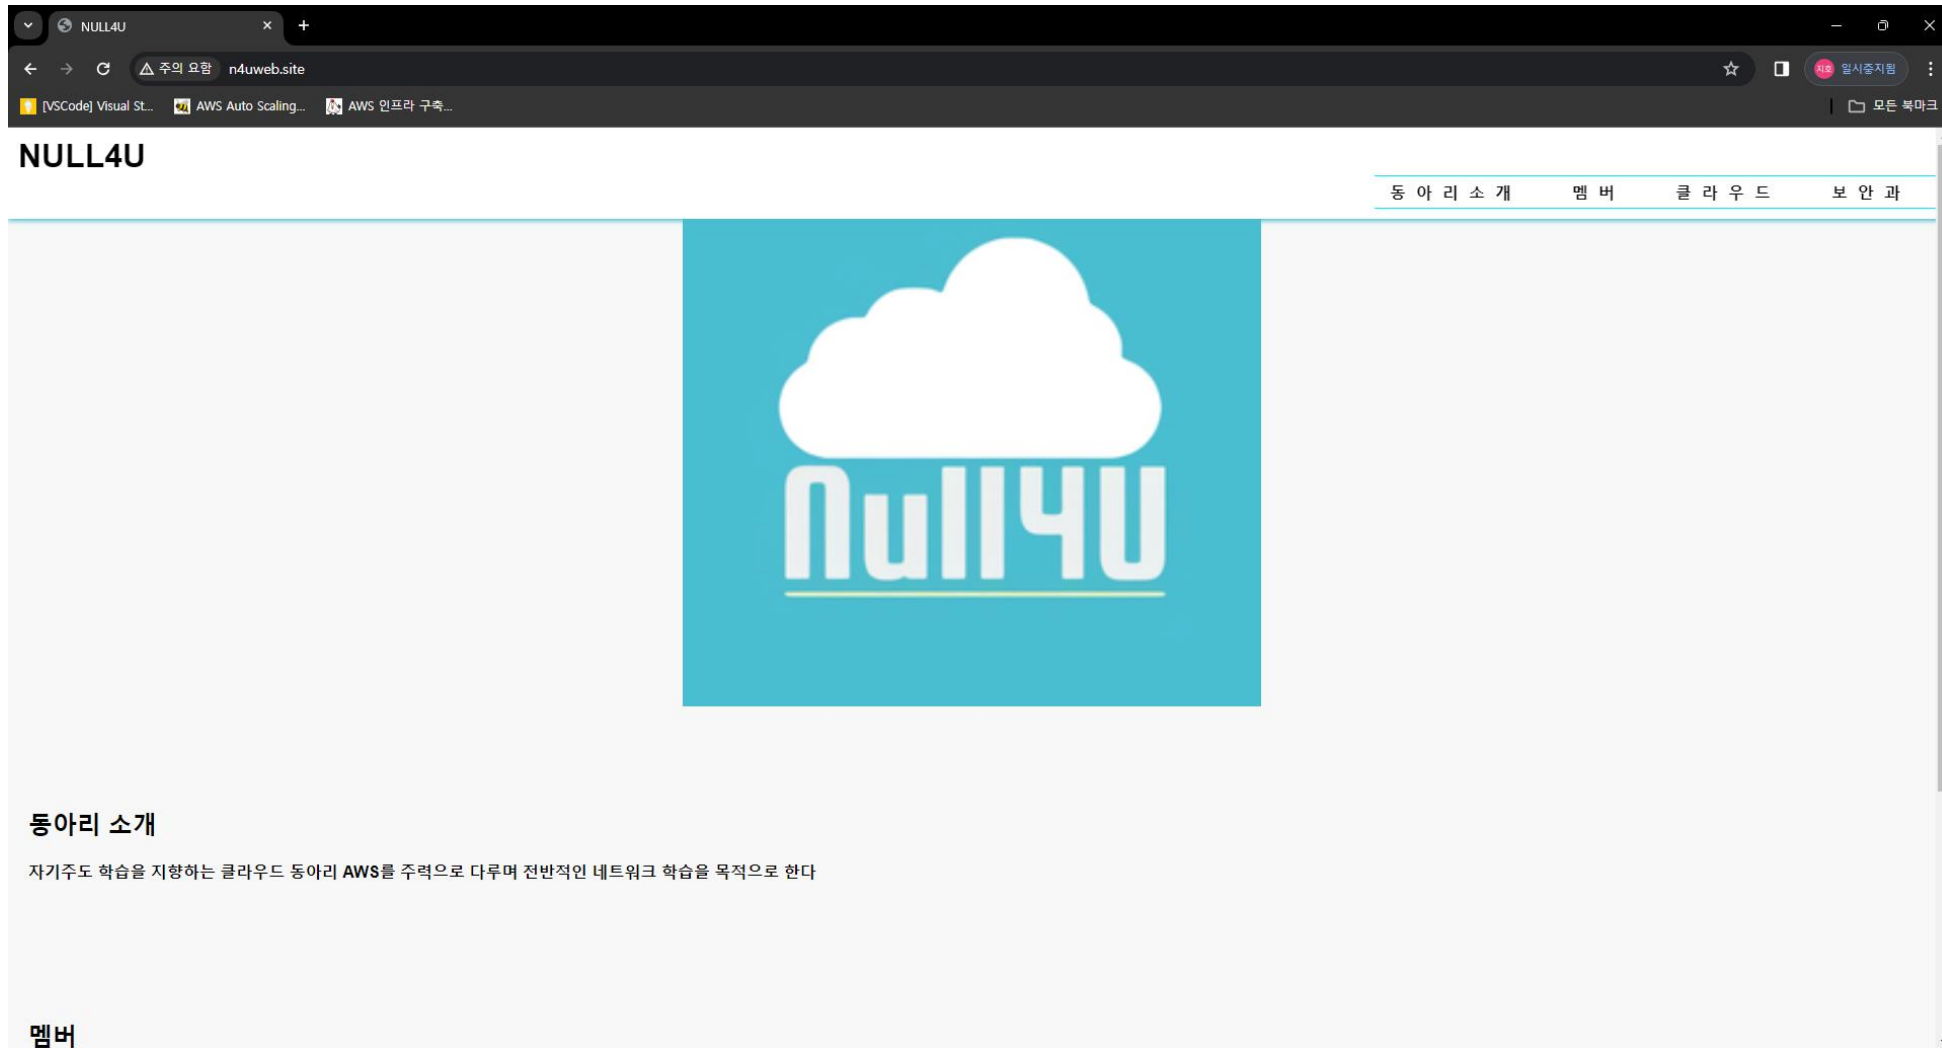 NULL4U
주의 요함 n4uweb.site
지호 일시중지됨
[VSCode] Visual St... AWS Auto Scaling... AWS 인프라 구축...
모든 북마크
NULL4U
동아리소개 멤버 클라우드 보안과
Null4U
동아리 소개
자기주도 학습을 지향하는 클라우드 동아리 AWS를 주력으로 다루며 전반적인 네트워크 학습을 목적으로 한다
멤버